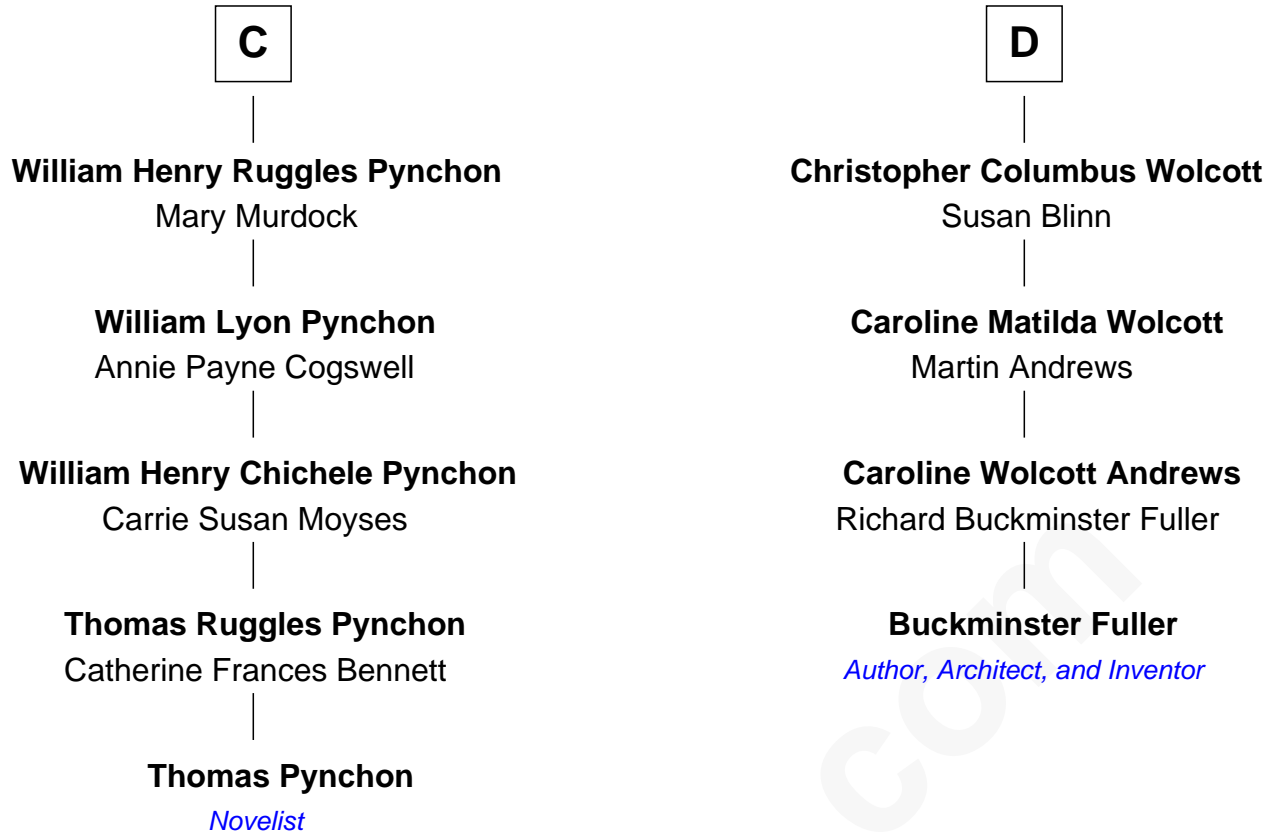 C
William Henry Ruggles Pynchon
Mary Murdock
William Lyon Pynchon
Annie Payne Cogswell
William Henry Chichele Pynchon
Carrie Susan Moyses
Thomas Ruggles Pynchon
Catherine Frances Bennett
Thomas Pynchon
Novelist
D
Christopher Columbus Wolcott
Susan Blinn
Caroline Matilda Wolcott
Martin Andrews
Caroline Wolcott Andrews
Richard Buckminster Fuller
Buckminster Fuller
Author, Architect, and Inventor
com